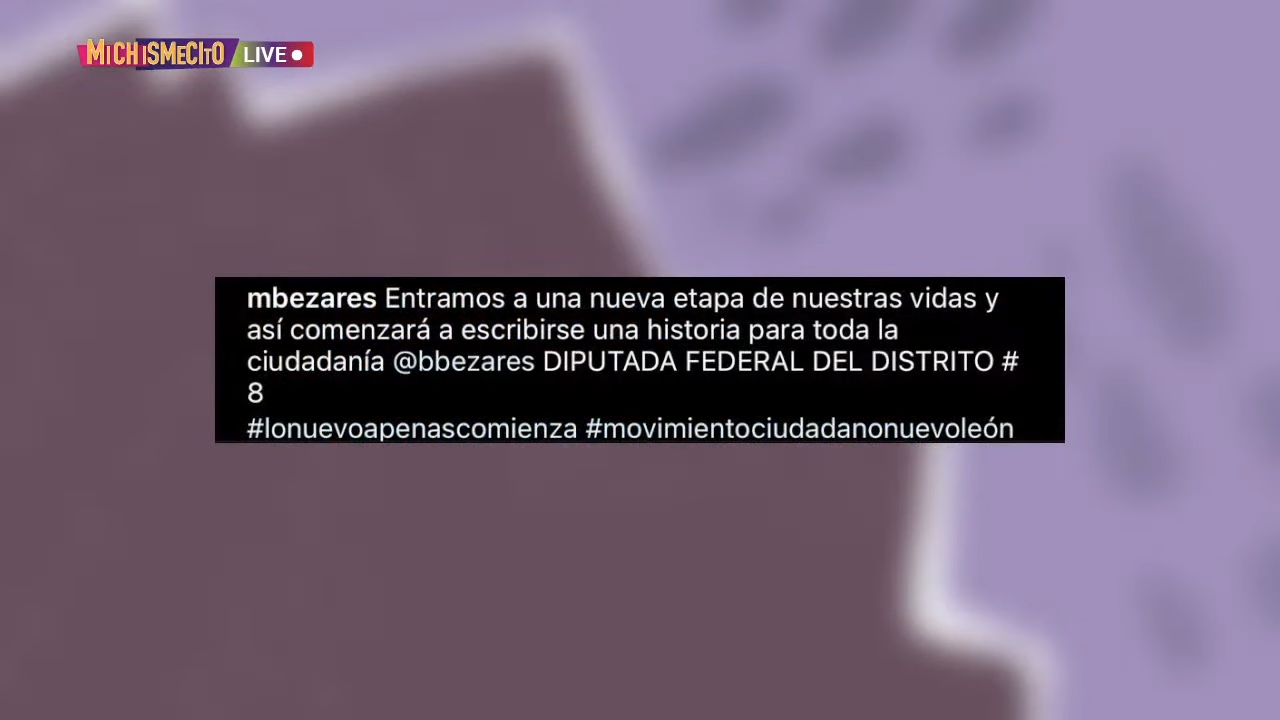 MICHISMECITO LIVE
mbezares Entramos a una nueva etapa de nuestras vidas y
así comenzará a escribirse una historia para toda la
ciudadanía @bbezares DIPUTADA FEDERAL DEL DISTRITO #
8
#lonuevoapenascomienza #movimientociudadanonuevoleón